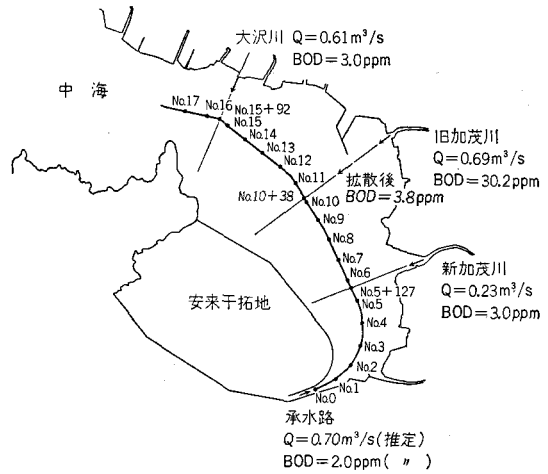 大沢川 Q=0.61m³/s
BOD=3.0ppm
中海
No.17
No.16
No.15+92
No.15
No.14
No.13
No.12
No.11
旧加茂川
Q=0.69m³/s
BOD=30.2ppm
拡散後
BOD=3.8ppm
No.10+38
No.10
No.9
No.8
No.7
No.6
新加茂川
Q=0.23m³/s
BOD=3.0ppm
No.5+127
No.5
安来干拓地
No.4
No.3
No.2
No.1
No.0
承水路
Q=0.70m³/s(推定)
BOD=2.0ppm( 〃 )